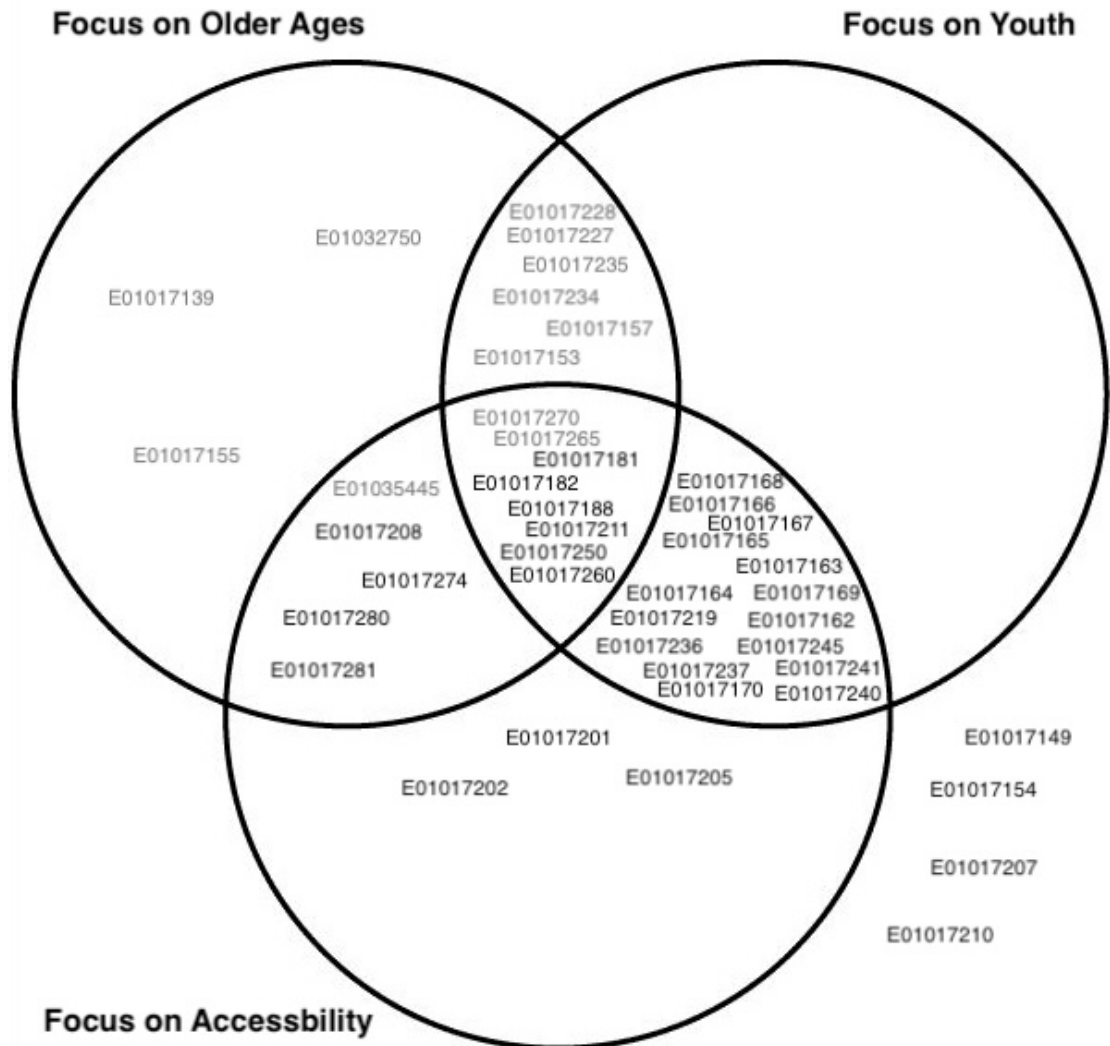 Focus on Older Ages
Focus on Youth
E01017228
E01032750
E01017227
E01017235
E01017139
E01017234
E01017157
E01017153
E01017270
E01017265
E01017155
E01017181
E01017182
E01017168
E01035445
E01017166
E01017188
E01017167
E01017208
E01017211
E01017165
E01017250
E01017163
E01017274
E01017260
E01017164
E01017169
E01017280
E01017219
E01017162
E01017236
E01017245
E01017281
E01017237
E01017241
E01017170
E01017240
E01017201
E01017149
E01017205
E01017202
E01017154
E01017207
E01017210
Focus on Accessbility